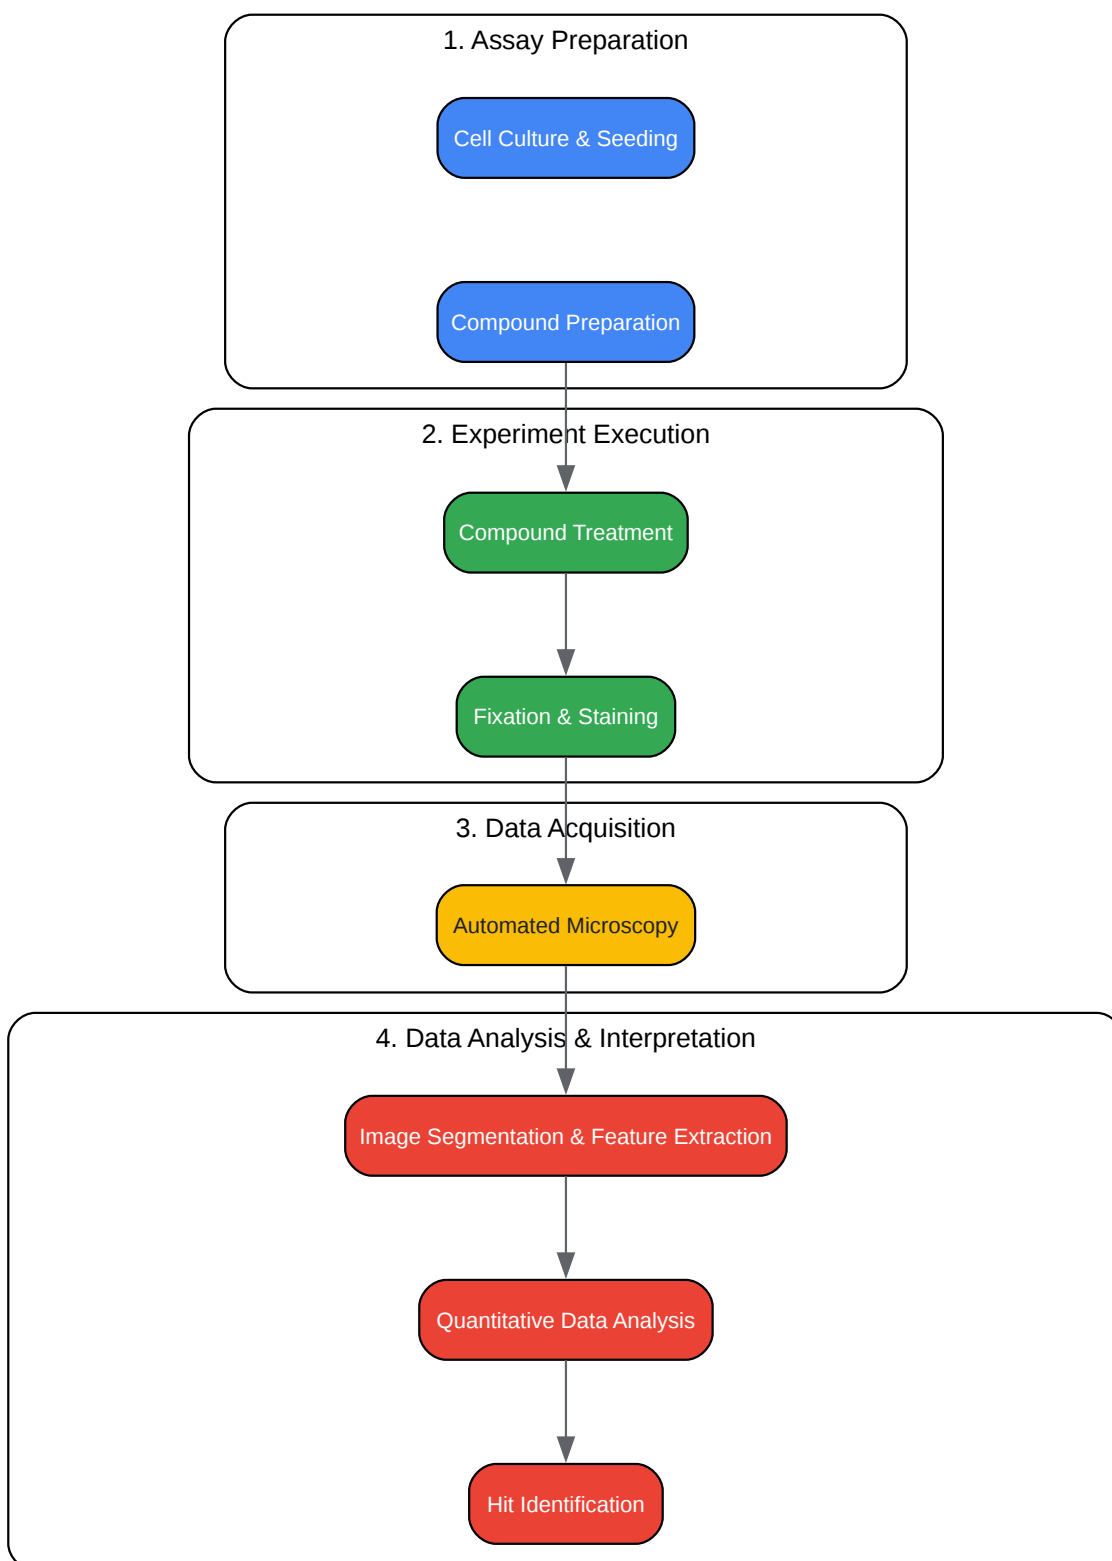 1. Assay Preparation
Cell Culture & Seeding
Compound Preparation
2. Experiment Execution
Compound Treatment
Fixation & Staining
3. Data Acquisition
Automated Microscopy
4. Data Analysis & Interpretation
Image Segmentation & Feature Extraction
Quantitative Data Analysis
Hit Identification